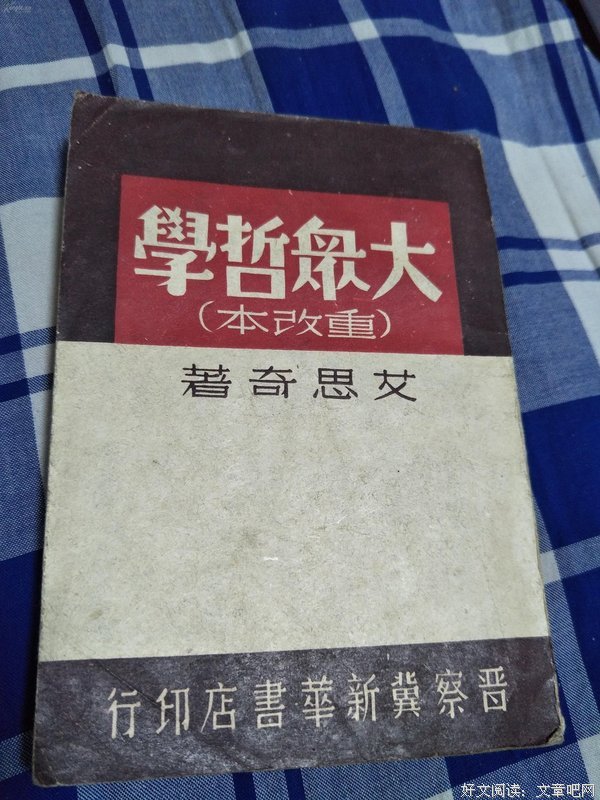 大衆哲學
(重改本)
艾思奇著
晋察冀新華書店印行
好文阅读：文章吧网